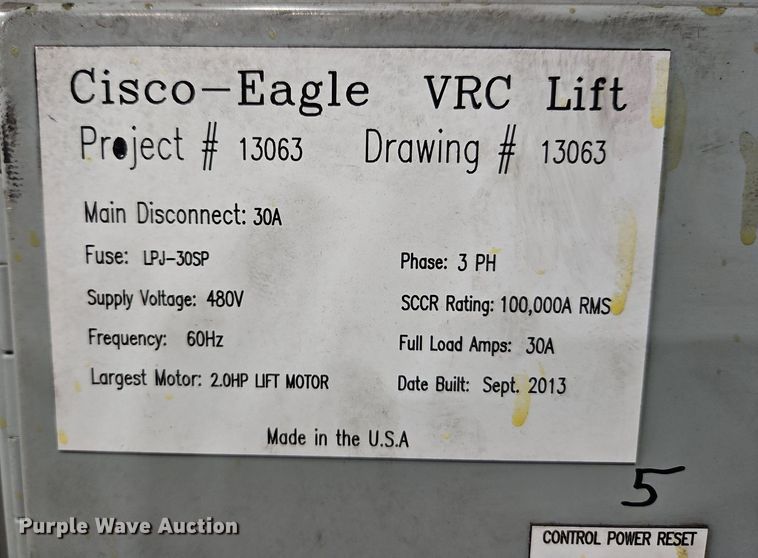 Cisco-Eagle VRC Lift
Project # 13063 Drawing # 13063
Main Disconnect: 30A
Fuse: LPJ-30SP
Phase: 3 PH
Supply Voltage: 480V
SCCR Rating: 100,000A RMS
Frequency: 60Hz
Full Load Amps: 30A
Largest Motor: 2.0HP LIFT MOTOR
Date Built: Sept. 2013
Made in the U.S.A
5
Purple Wave Auction
CONTROL POWER RESET